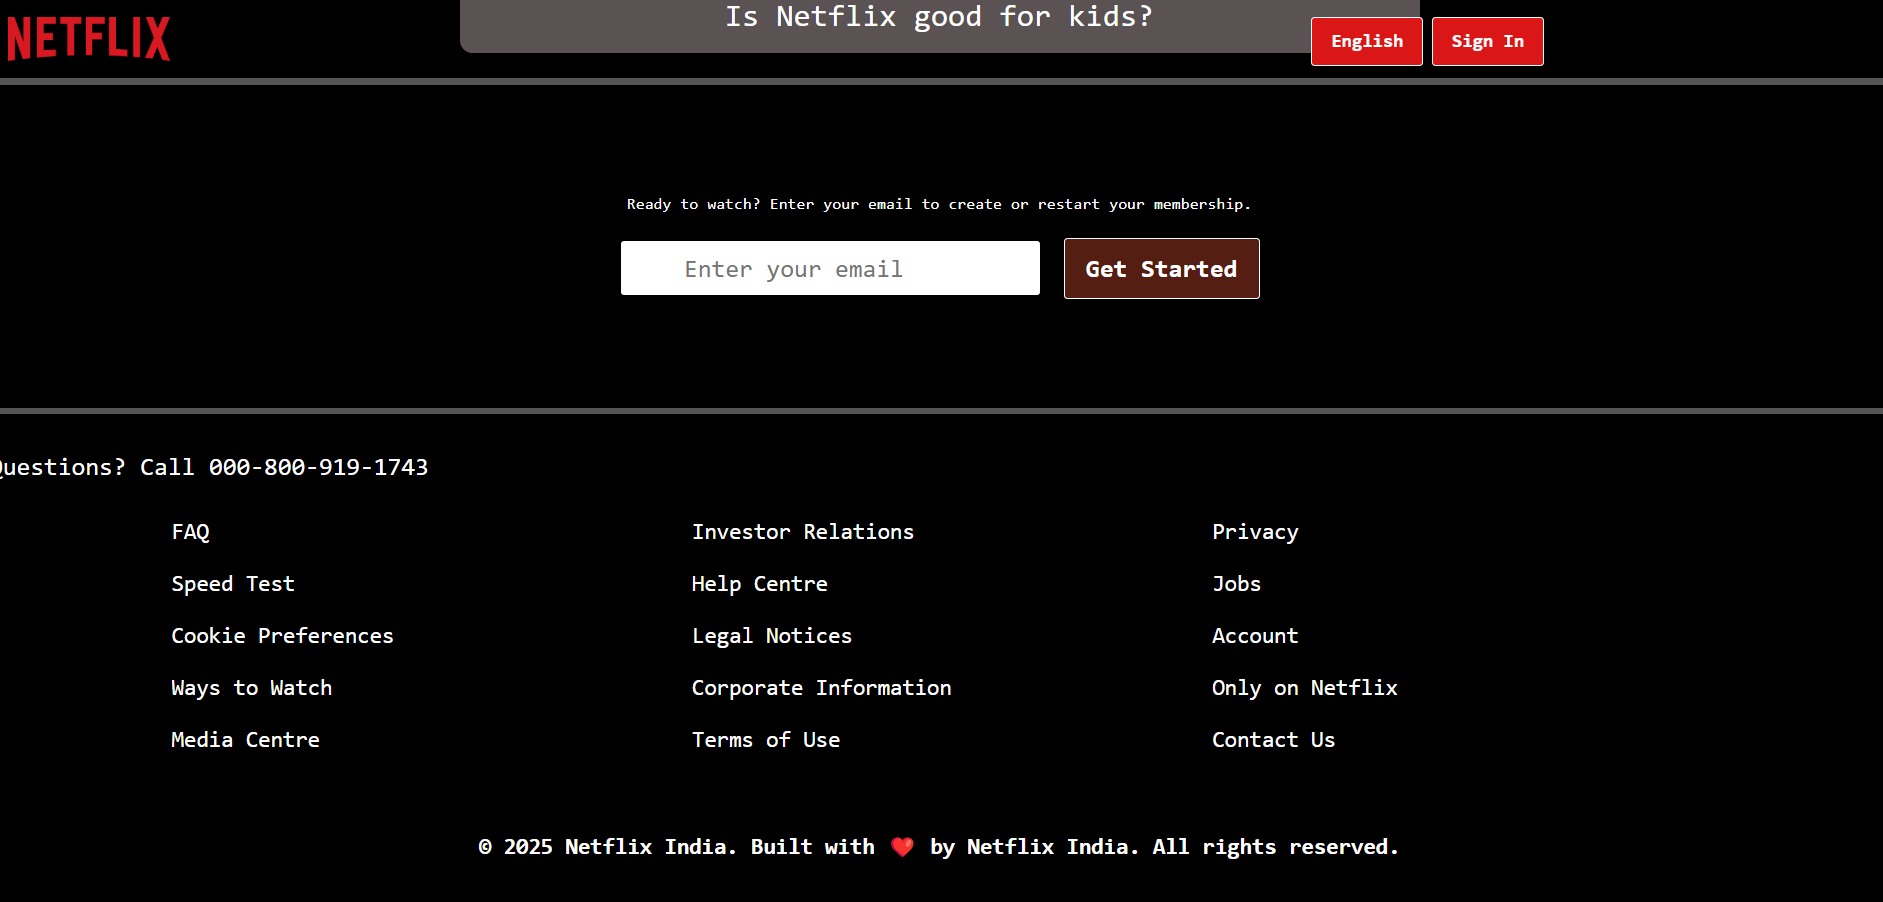 NETFLIX
Is Netflix good for kids?
English
Sign In
Ready to watch? Enter your email to create or restart your membership.
Enter your email
Get Started
Questions? Call 000-800-919-1743
FAQ
Investor Relations
Privacy
Speed Test
Help Centre
Jobs
Cookie Preferences
Legal Notices
Account
Ways to Watch
Corporate Information
Only on Netflix
Media Centre
Terms of Use
Contact Us
© 2025 Netflix India. Built with ❤️ by Netflix India. All rights reserved.